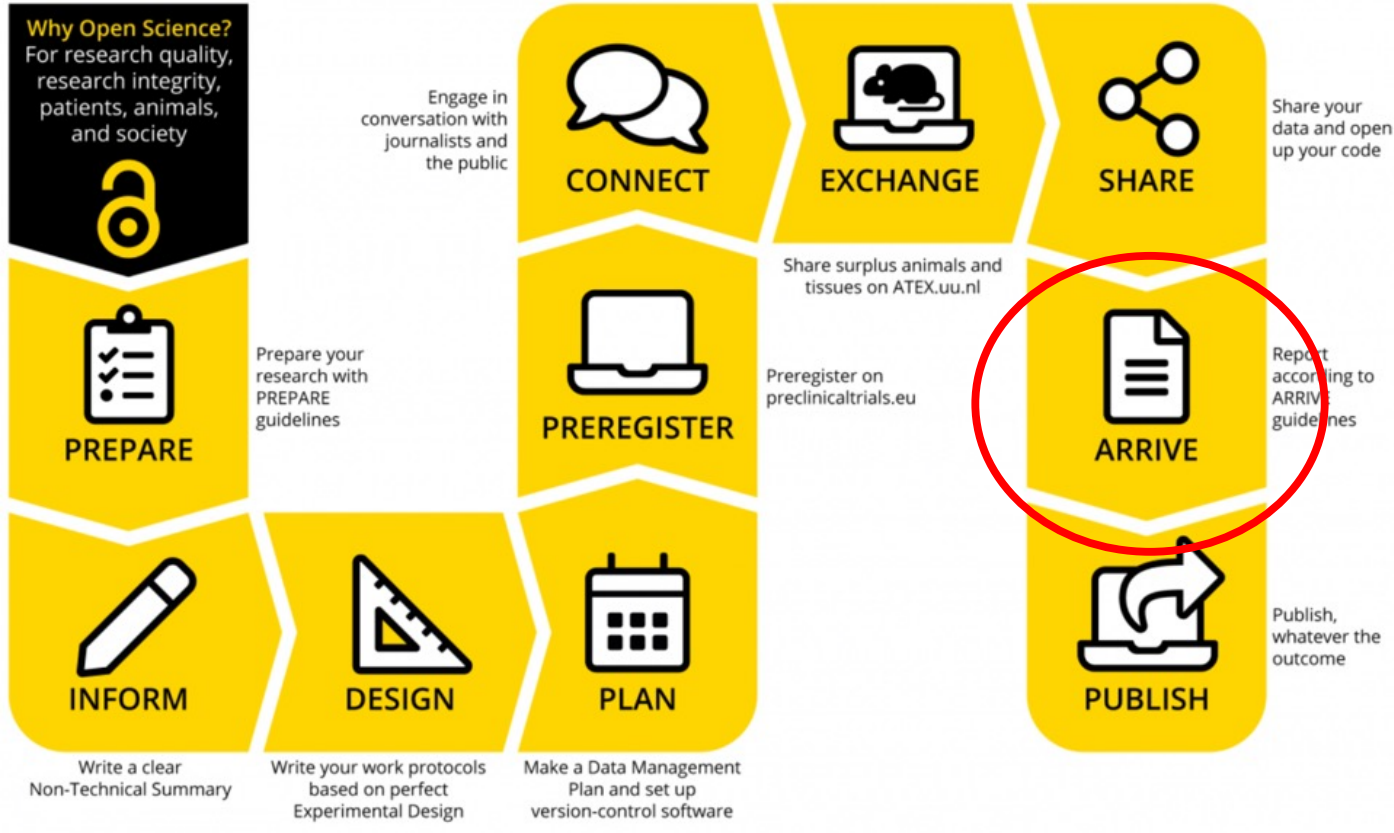 Why Open Science?
For research quality,
research integrity,
patients, animals,
and society
PREPARE
Prepare your
research with
PREPARE
guidelines
INFORM
Write a clear
Non-Technical Summary
DESIGN
Write your work protocols
based on perfect
Experimental Design
PLAN
Make a Data Management
Plan and set up
version-control software
PREREGISTER
Preregister on
preclinicaltrials.eu
Engage in
conversation with
journalists and
the public
CONNECT
EXCHANGE
Share surplus animals and
tissues on ATEX.uu.nl
SHARE
Share your
data and open
up your code
ARRIVE
Report
according to
ARRIVE
guidelines
PUBLISH
Publish,
whatever the
outcome